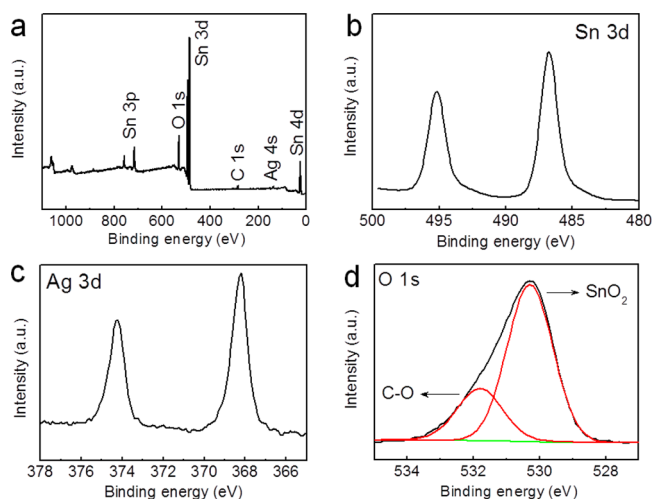 a
Intensity (a.u.)
Sn 3p
O 1s
Sn 3d
C 1s
Ag 4s
Sn 4d
1000 800 600 400 200 0
Binding energy (eV)
b
Sn 3d
Intensity (a.u.)
500 495 490 485 480
Binding energy (eV)
c
Ag 3d
Intensity (a.u.)
378 376 374 372 370 368 366
Binding energy (eV)
d
O 1s
SnO₂
C-O
Intensity (a.u.)
534 532 530 528
Binding energy (eV)